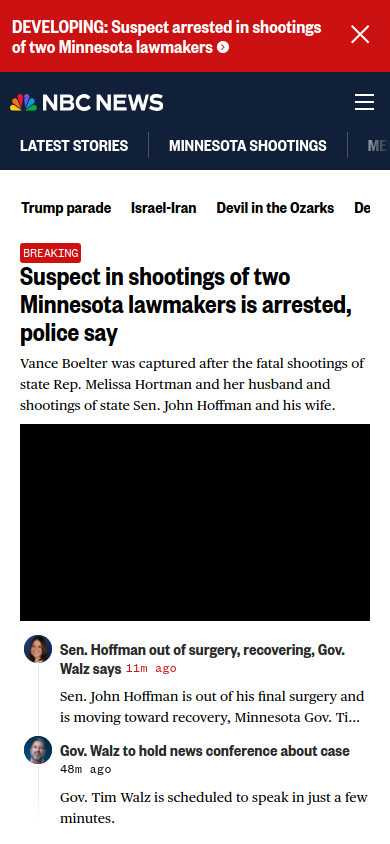 DEVELOPING: Suspect arrested in shootings
of two Minnesota lawmakers
NBC NEWS
LATEST STORIES MINNESOTA SHOOTINGS ME
Trump parade Israel-Iran Devil in the Ozarks De
BREAKING
Suspect in shootings of two
Minnesota lawmakers is arrested,
police say
Vance Boelter was captured after the fatal shootings of
state Rep. Melissa Hortman and her husband and
shootings of state Sen. John Hoffman and his wife.
Sen. Hoffman out of surgery, recovering, Gov.
Walz says 11m ago
Sen. John Hoffman is out of his final surgery and
is moving toward recovery, Minnesota Gov. Ti...
Gov. Walz to hold news conference about case
48m ago
Gov. Tim Walz is scheduled to speak in just a few
minutes.